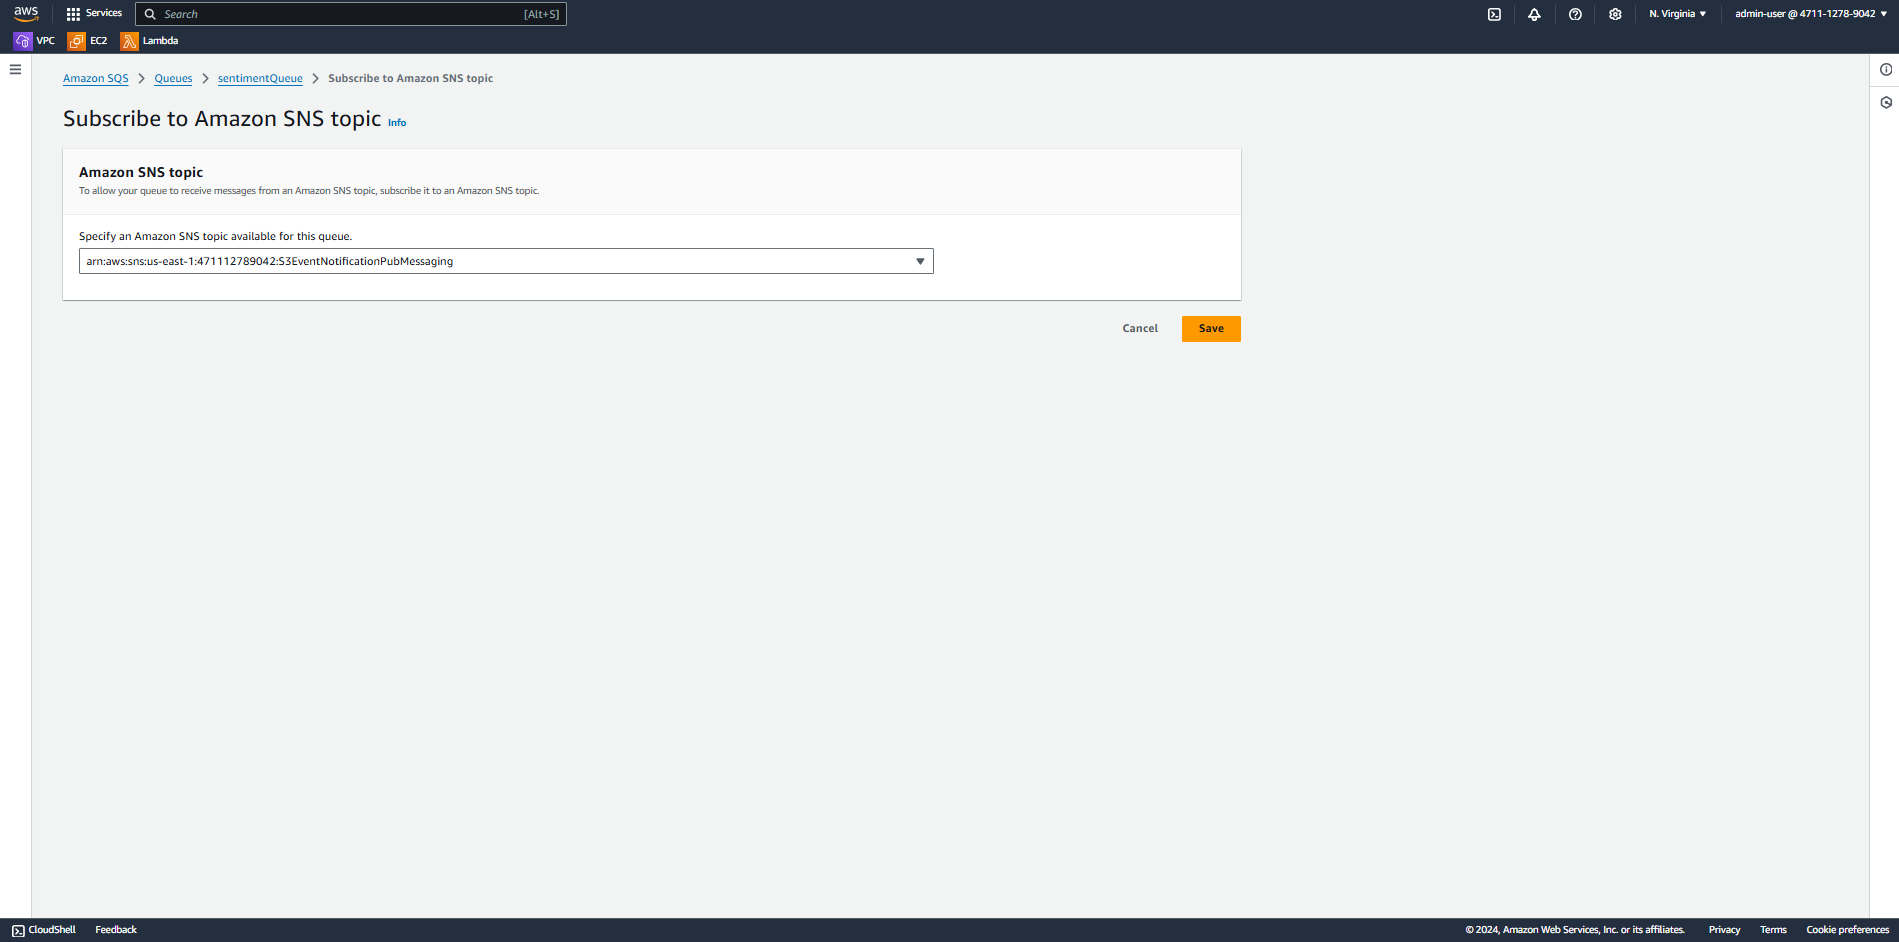 aws
Services
Search
[Alt+S]
N. Virginia
admin-user @ 4711-1278-9042
VPC
EC2
Lambda
Amazon SQS
Queues
sentimentQueue
Subscribe to Amazon SNS topic
Subscribe to Amazon SNS topic Info
Amazon SNS topic
To allow your queue to receive messages from an Amazon SNS topic, subscribe it to an Amazon SNS topic.
Specify an Amazon SNS topic available for this queue.
arn:aws:sns:us-east-1:471112789042:S3EventNotificationPubMessaging
Cancel
Save
CloudShell
Feedback
© 2024, Amazon Web Services, Inc. or its affiliates.
Privacy
Terms
Cookie preferences